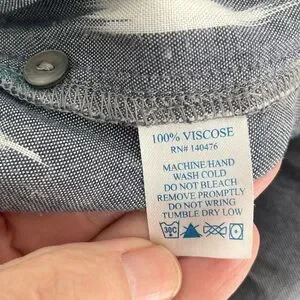 100% VISCOSE
RN# 140476
MACHINE/HAND
WASH COLD
DO NOT BLEACH
REMOVE PROMPTLY
DO NOT WRING
TUMBLE DRY LOW
30C